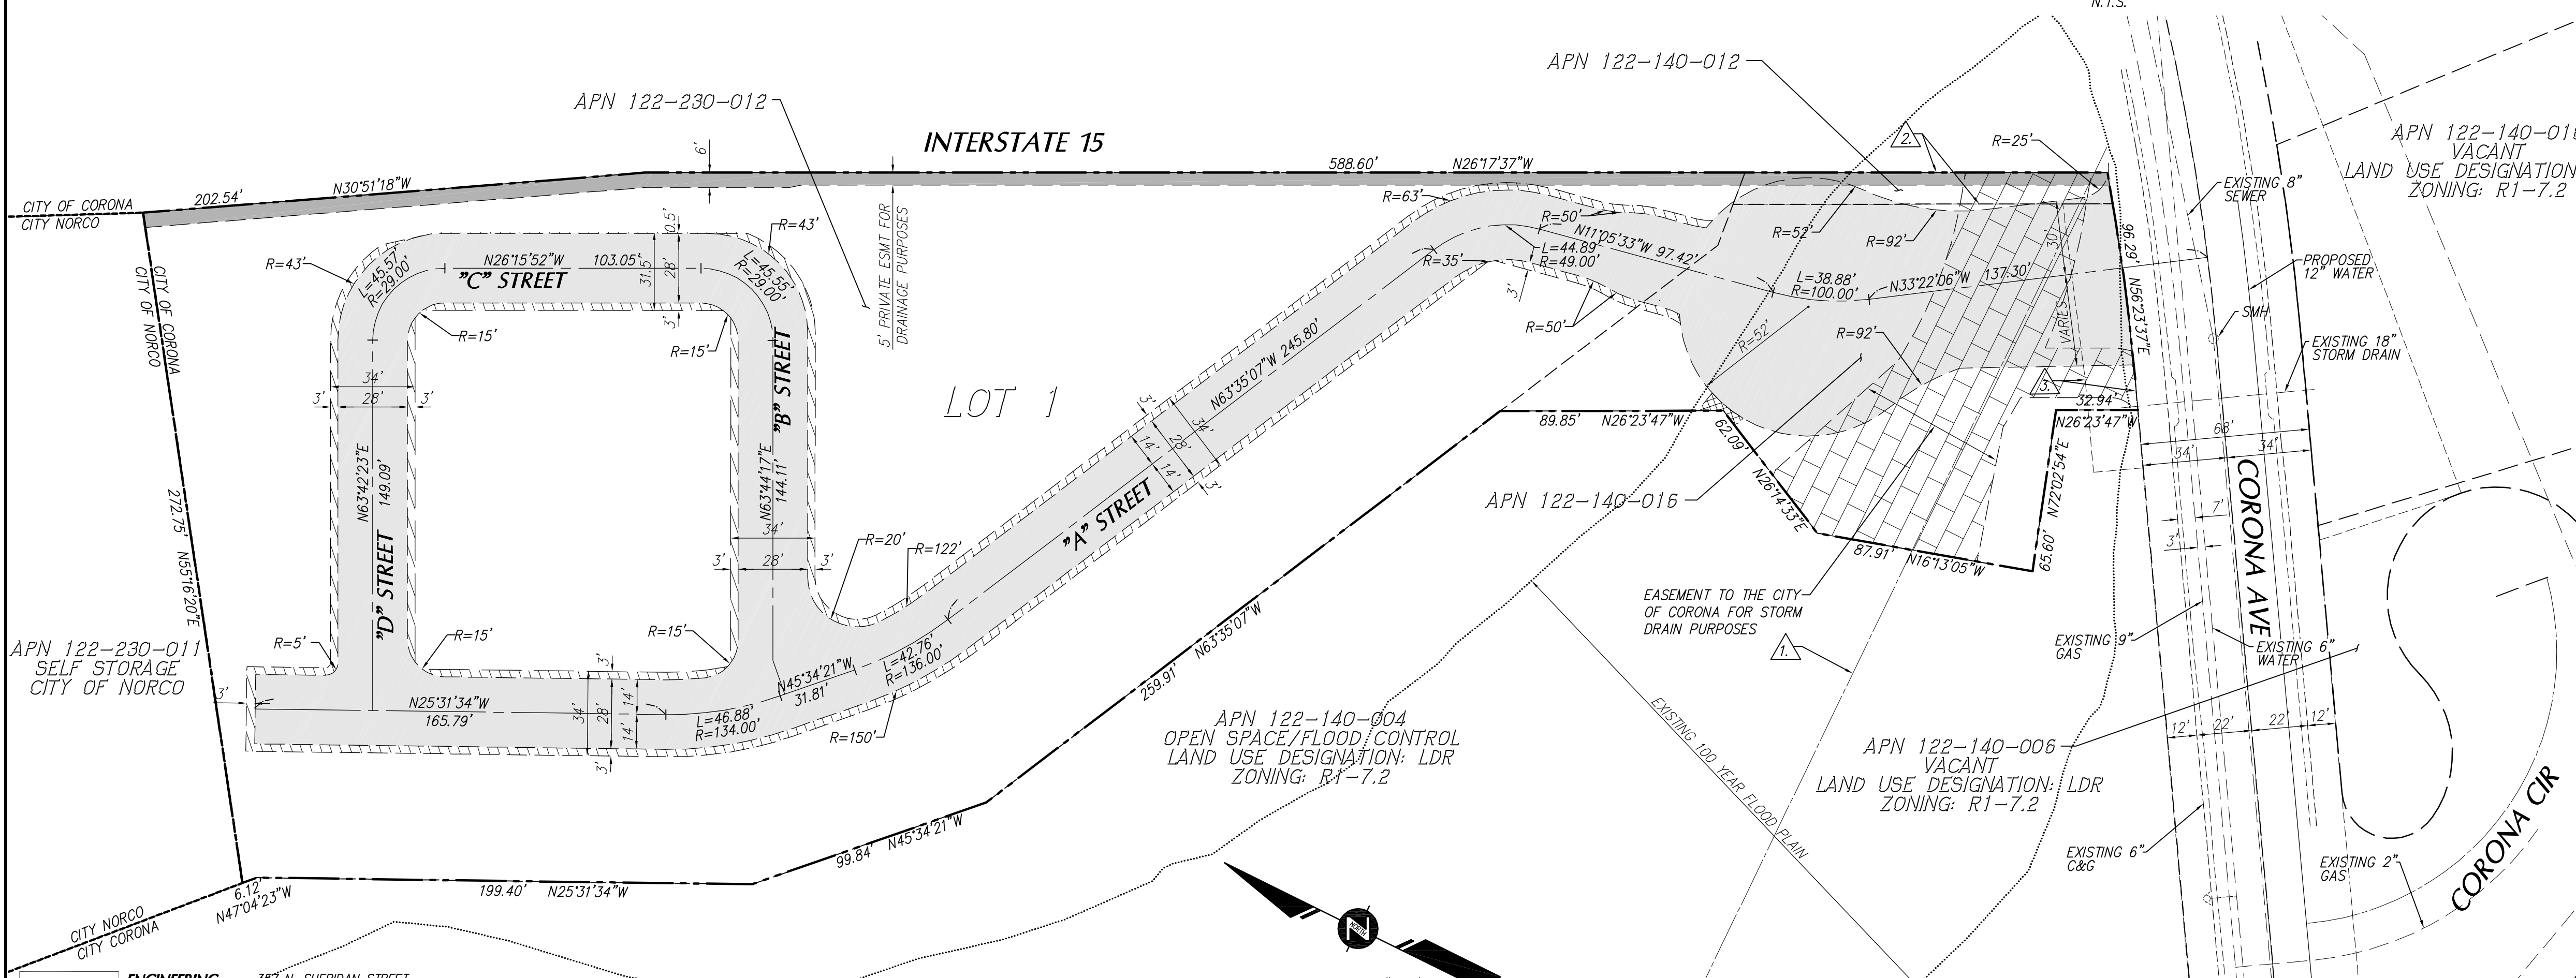 N.T.S.
APN 122-140-012
APN 122-230-012
INTERSTATE 15
6'
588.60'
N26°17'37"W
2.
R=25'
VACANT
LAND USE DESIGNATION
ZONING: R1-7.2
EXISTING 8"
SEWER
202.54'
N30°51'18"W
CITY OF CORONA
CITY NORCO
CITY OF CORONA
CITY OF NORCO
5' PRIVATE ESMT FOR
DRAINAGE PURPOSES
0.5'
R=43'
R=43'
L=45.57'
R=29.00'
N26°15'52"W
103.05'
"C" STREET
31.5'
28'
3'
L=45.55'
R=29.00'
R=15'
R=15'
R=63'
R=50'
N11°05'33"W 97.42'
L=44.89
R=49.00'
R=35'
3'
R=50'
R=52'
R=92'
L=38.88'
R=100.00'
N33°22'06"W
137.30'
30'
VARIES
R=52'
R=92'
96.29'
N56°23'37"E
PROPOSED
12" WATER
SMH
EXISTING 18"
STORM DRAIN
3.
32.94'
N26°23'47"W
68'
34'
34'
34'
3'
28'
3'
"D" STREET
N63°42'23"E
149.09'
"B" STREET
N63°44'17"E
144.11'
34'
3'
28'
3'
LOT 1
N63°35'07"W 245.80'
3'
34'
28'
14'
14'
3'
"A" STREET
89.85'
N26°23'47"W
62.09'
N26°14'33"E
APN 122-140-016
87.91'
N16°13'05"W
65.60'
N72°02'54"E
CORONA AVE
7'
3'
272.75'
N55°16'20"E
R=20'
R=122'
R=5'
R=15'
R=15'
APN 122-230-011
SELF STORAGE
CITY OF NORCO
3'
N25°31'34"W
165.79'
3'
34'
28'
14'
14'
3'
L=46.88'
R=134.00'
N45°34'21"W
31.81'
L=42.76'
R=136.00'
R=150'
259.91'
N63°35'07"W
EASEMENT TO THE CITY
OF CORONA FOR STORM
DRAIN PURPOSES
1.
EXISTING 9"
GAS
EXISTING 6"
WATER
APN 122-140-004
OPEN SPACE/FLOOD CONTROL
LAND USE DESIGNATION: LDR
ZONING: R1-7.2
EXISTING 100 YEAR FLOOD PLAIN
APN 122-140-006
VACANT
LAND USE DESIGNATION: LDR
ZONING: R1-7.2
12'
22'
22'
12'
EXISTING 6"
C&G
EXISTING 2"
GAS
CORONA CIR
6.12'
N47°04'23"W
199.40'
N25°31'34"W
99.84'
N45°34'21"W
CITY NORCO
CITY CORONA
N
NORTH
ENGINEERING
357 N. SHERIDAN STREET